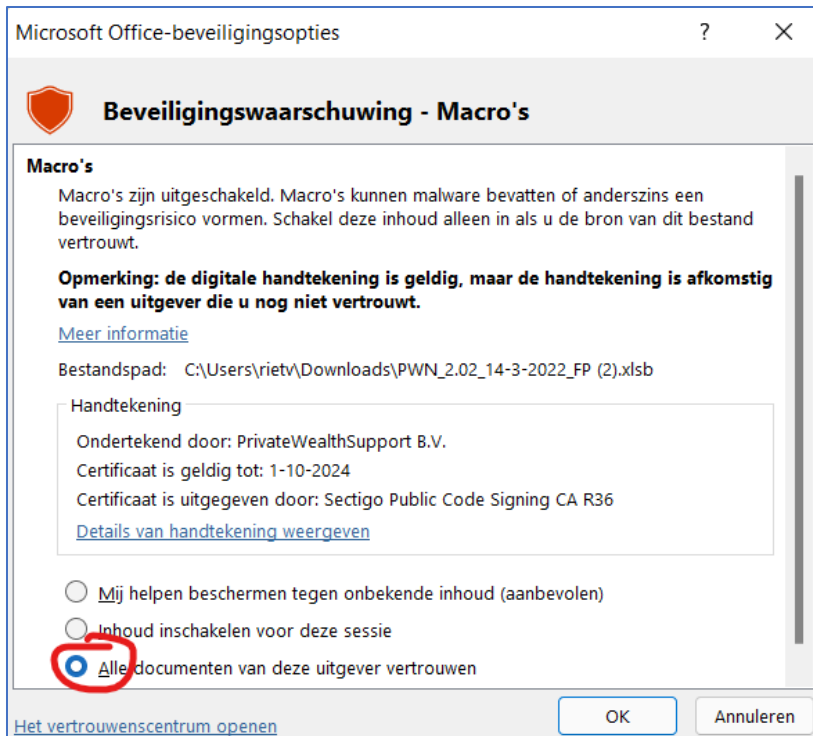 Microsoft Office-beveiligingsopties ? ×
Beveiligingswaarschuwing - Macro's
Macro's
Macro's zijn uitgeschakeld. Macro's kunnen malware bevatten of anderszins een
beveiligingsrisico vormen. Schakel deze inhoud alleen in als u de bron van dit bestand
vertrouwt.
Opmerking: de digitale handtekening is geldig, maar de handtekening is afkomstig
van een uitgever die u nog niet vertrouwt.
Meer informatie
Bestandspad: C:\Users\rietv\Downloads\PWN_2.02_14-3-2022_FP (2).xlsb
Handtekening
Ondertekend door: PrivateWealthSupport B.V.
Certificaat is geldig tot: 1-10-2024
Certificaat is uitgegeven door: Sectigo Public Code Signing CA R36
Details van handtekening weergeven
Mij helpen beschermen tegen onbekende inhoud (aanbevolen)
Inhoud inschakelen voor deze sessie
Alle documenten van deze uitgever vertrouwen
Het vertrouwenscentrum openen
OK Annuleren